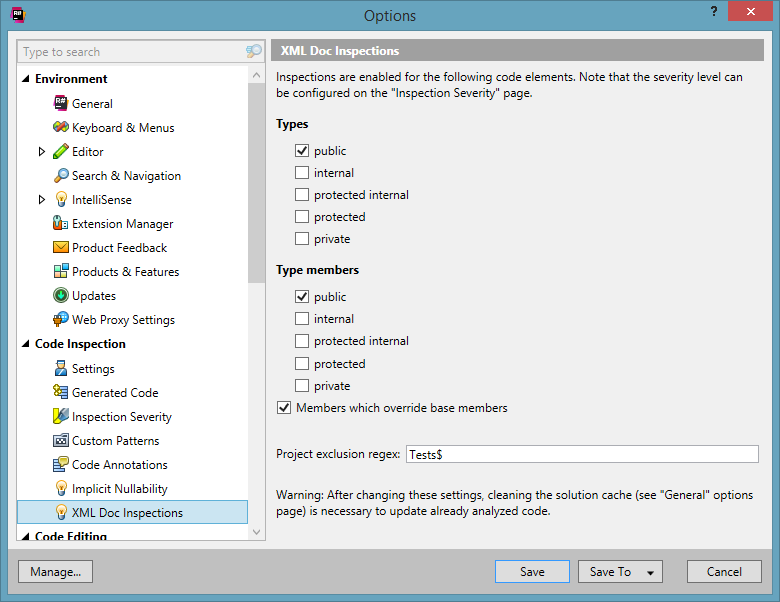 Options
?
Type to search
Environment
General
Keyboard & Menus
Editor
Search & Navigation
IntelliSense
Extension Manager
Product Feedback
Products & Features
Updates
Web Proxy Settings
Code Inspection
Settings
Generated Code
Inspection Severity
Custom Patterns
Code Annotations
Implicit Nullability
XML Doc Inspections
Code Editing
XML Doc Inspections
Inspections are enabled for the following code elements. Note that the severity level can
be configured on the "Inspection Severity" page.
Types
public
internal
protected internal
protected
private
Type members
public
internal
protected internal
protected
private
Members which override base members
Project exclusion regex: Tests$
Warning: After changing these settings, cleaning the solution cache (see "General" options
page) is necessary to update already analyzed code.
Manage...
Save
Save To
Cancel